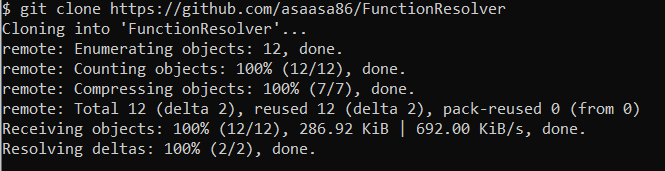 $ git clone https://github.com/asaasa86/FunctionResolver
Cloning into 'FunctionResolver'...
remote: Enumerating objects: 12, done.
remote: Counting objects: 100% (12/12), done.
remote: Compressing objects: 100% (7/7), done.
remote: Total 12 (delta 2), reused 12 (delta 2), pack-reused 0 (from 0)
Receiving objects: 100% (12/12), 286.92 KiB | 692.00 KiB/s, done.
Resolving deltas: 100% (2/2), done.